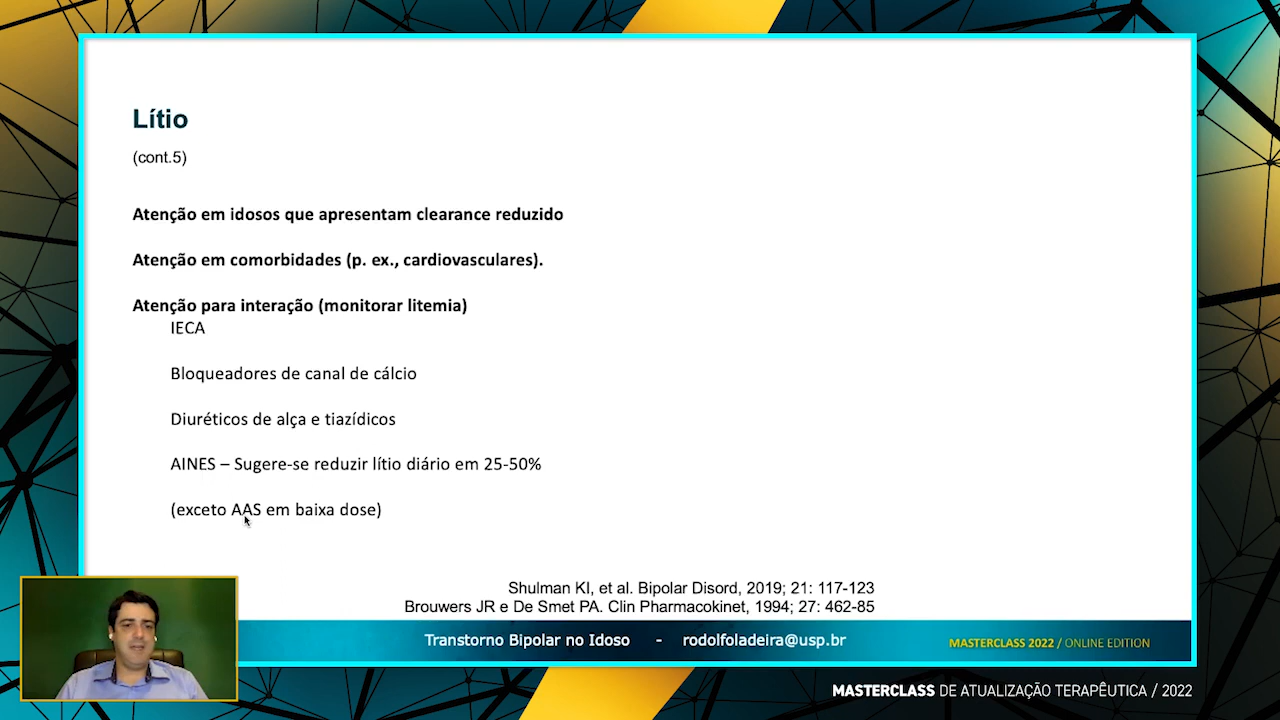 Lítio
(cont.5)
Atenção em idosos que apresentam clearance reduzido
Atenção em comorbidades (p. ex., cardiovasculares).
Atenção para interação (monitorar litemia)
IECA
Bloqueadores de canal de cálcio
Diuréticos de alça e tiazídicos
AINES – Sugere-se reduzir lítio diário em 25-50%
(exceto AAS em baixa dose)
Shulman KI, et al. Bipolar Disord, 2019; 21: 117-123
Brouwers JR e De Smet PA. Clin Pharmacokinet, 1994; 27: 462-85
Transtorno Bipolar no Idoso - rodolfoladeira@usp.br
MASTERCLASS 2022 / ONLINE EDITION
MASTERCLASS DE ATUALIZAÇÃO TERAPÊUTICA / 2022